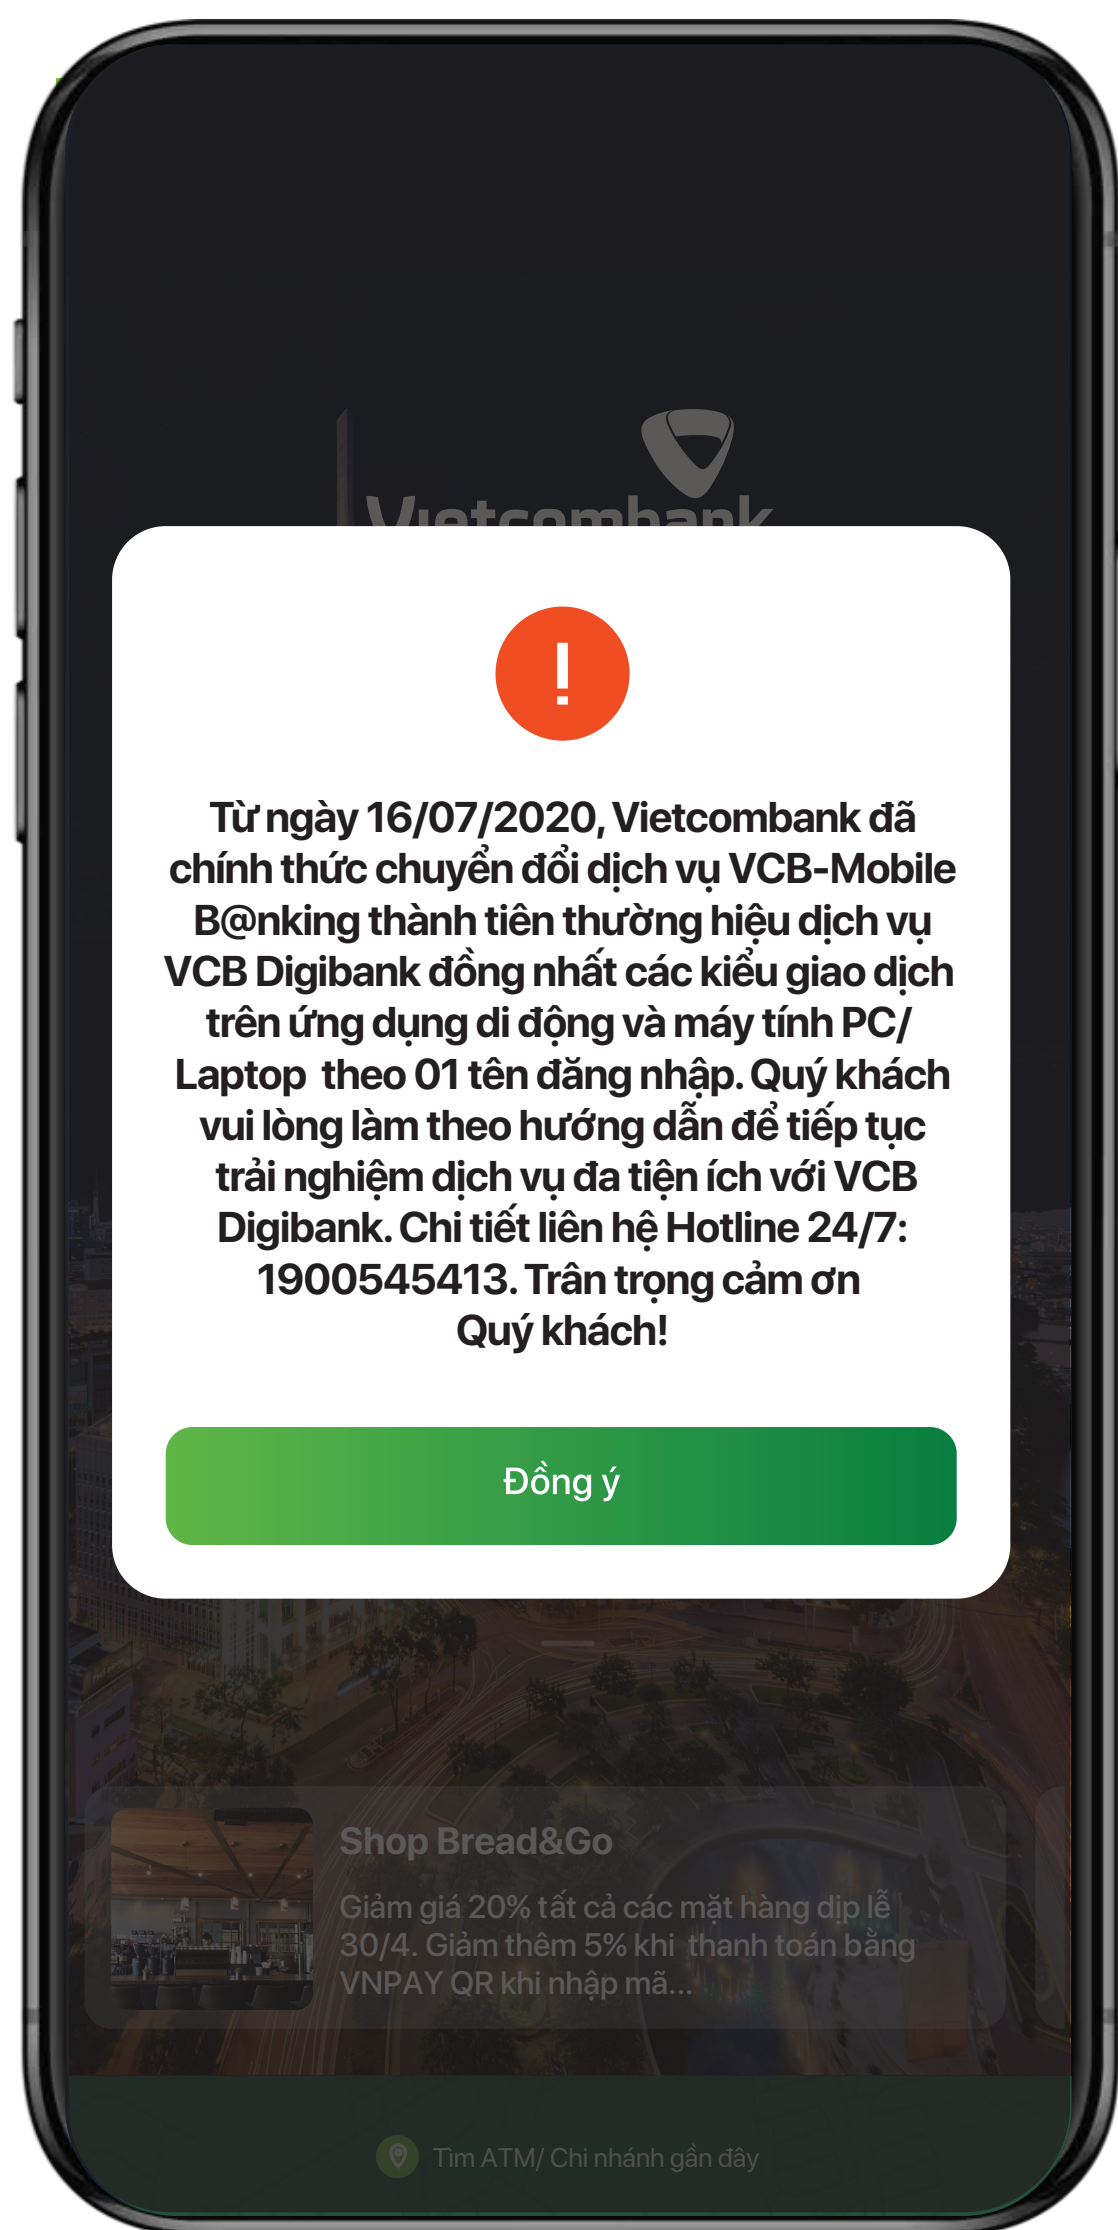 Vietcombank
!
Từ ngày 16/07/2020, Vietcombank đã
chính thức chuyển đổi dịch vụ VCB-Mobile
B@nking thành tiên thường hiệu dịch vụ
VCB Digibank đồng nhất các kiểu giao dịch
trên ứng dụng di động và máy tính PC/
Laptop theo 01 tên đăng nhập. Quý khách
vui lòng làm theo hướng dẫn để tiếp tục
trải nghiệm dịch vụ đa tiện ích với VCB
Digibank. Chi tiết liên hệ Hotline 24/7:
1900545413. Trân trọng cảm ơn
Quý khách!
Đồng ý
Shop Bread&Go
Giảm giá 20% tất cả các mặt hàng dịp lễ
30/4. Giảm thêm 5% khi thanh toán bằng
VNPAY QR khi nhập mã...
Tìm ATM/ Chi nhánh gần đây